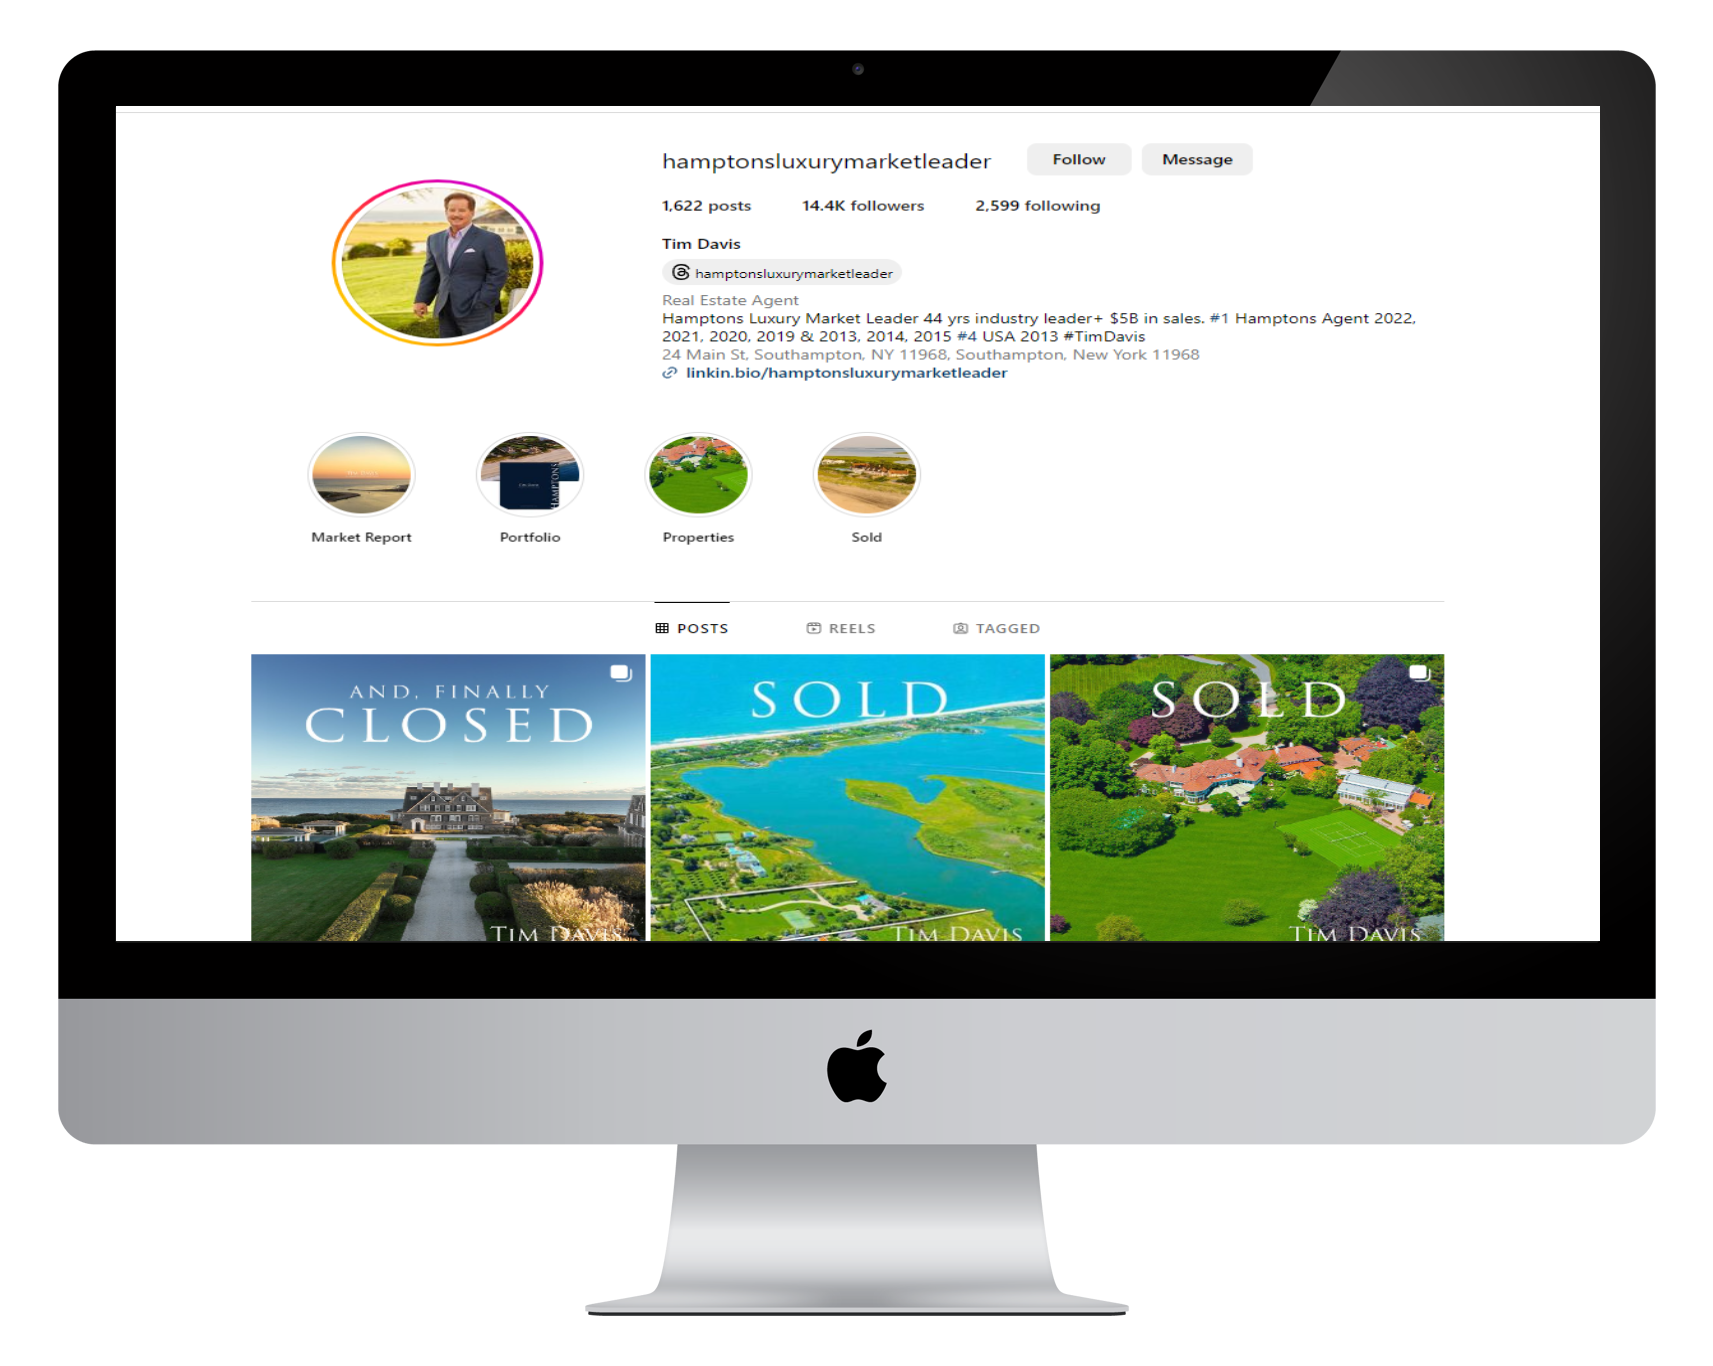 hamptonsluxurymarketleader Follow Message
1,622 posts 14.4K followers 2,599 following
Tim Davis
hamptonsluxurymarketleader
Real Estate Agent
Hamptons Luxury Market Leader 44 yrs industry leader+ $5B in sales. #1 Hamptons Agent 2022,
2021, 2020, 2019 & 2013, 2014, 2015 #4 USA 2013 #TimDavis
24 Main St, Southampton, NY 11968, Southampton, New York 11968
linkin.bio/hamptonsluxurymarketleader
HAMPTONS
Market Report Portfolio Properties Sold
POSTS REELS TAGGED
AND, FINALLY
CLOSED
TIM DAVIS
SOLD
TIM DAVIS
SOLD
TIM DAVIS